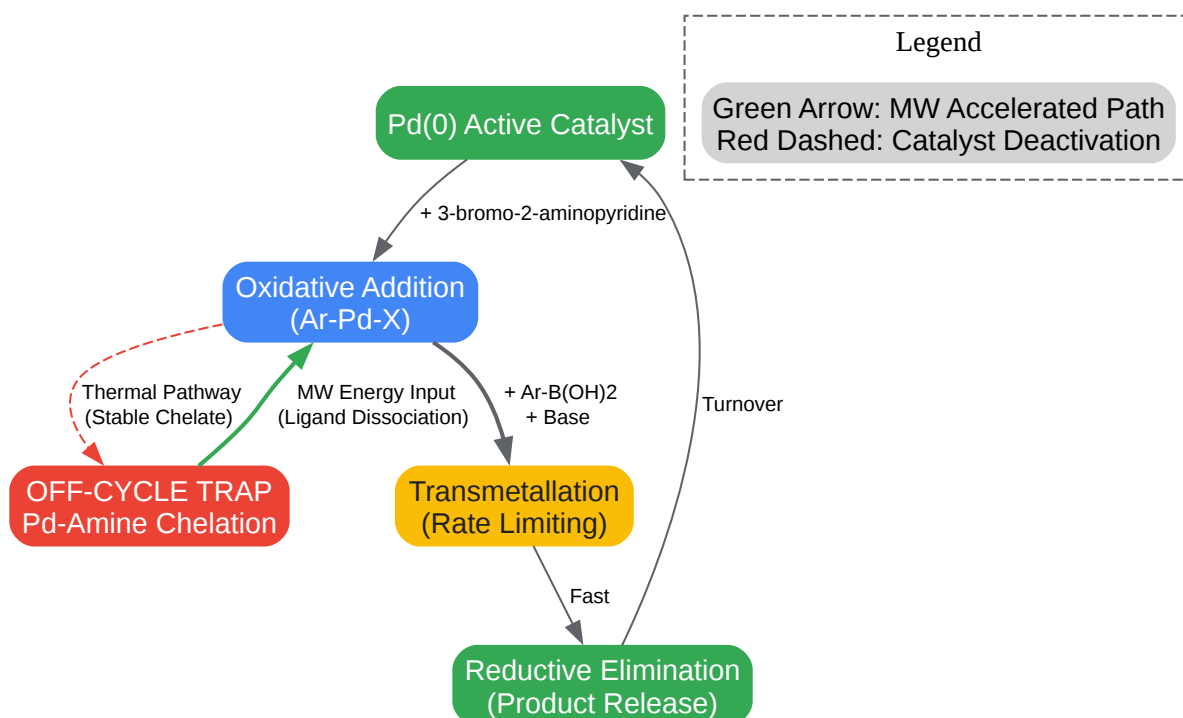 Legend
Green Arrow: MW Accelerated Path
Red Dashed: Catalyst Deactivation
Pd(0) Active Catalyst
+ 3-bromo-2-aminopyridine
Oxidative Addition
(Ar-Pd-X)
Thermal Pathway
(Stable Chelate)
MW Energy Input
(Ligand Dissociation)
+ Ar-B(OH)2
+ Base
Turnover
OFF-CYCLE TRAP
Pd-Amine Chelation
Transmetallation
(Rate Limiting)
Fast
Reductive Elimination
(Product Release)